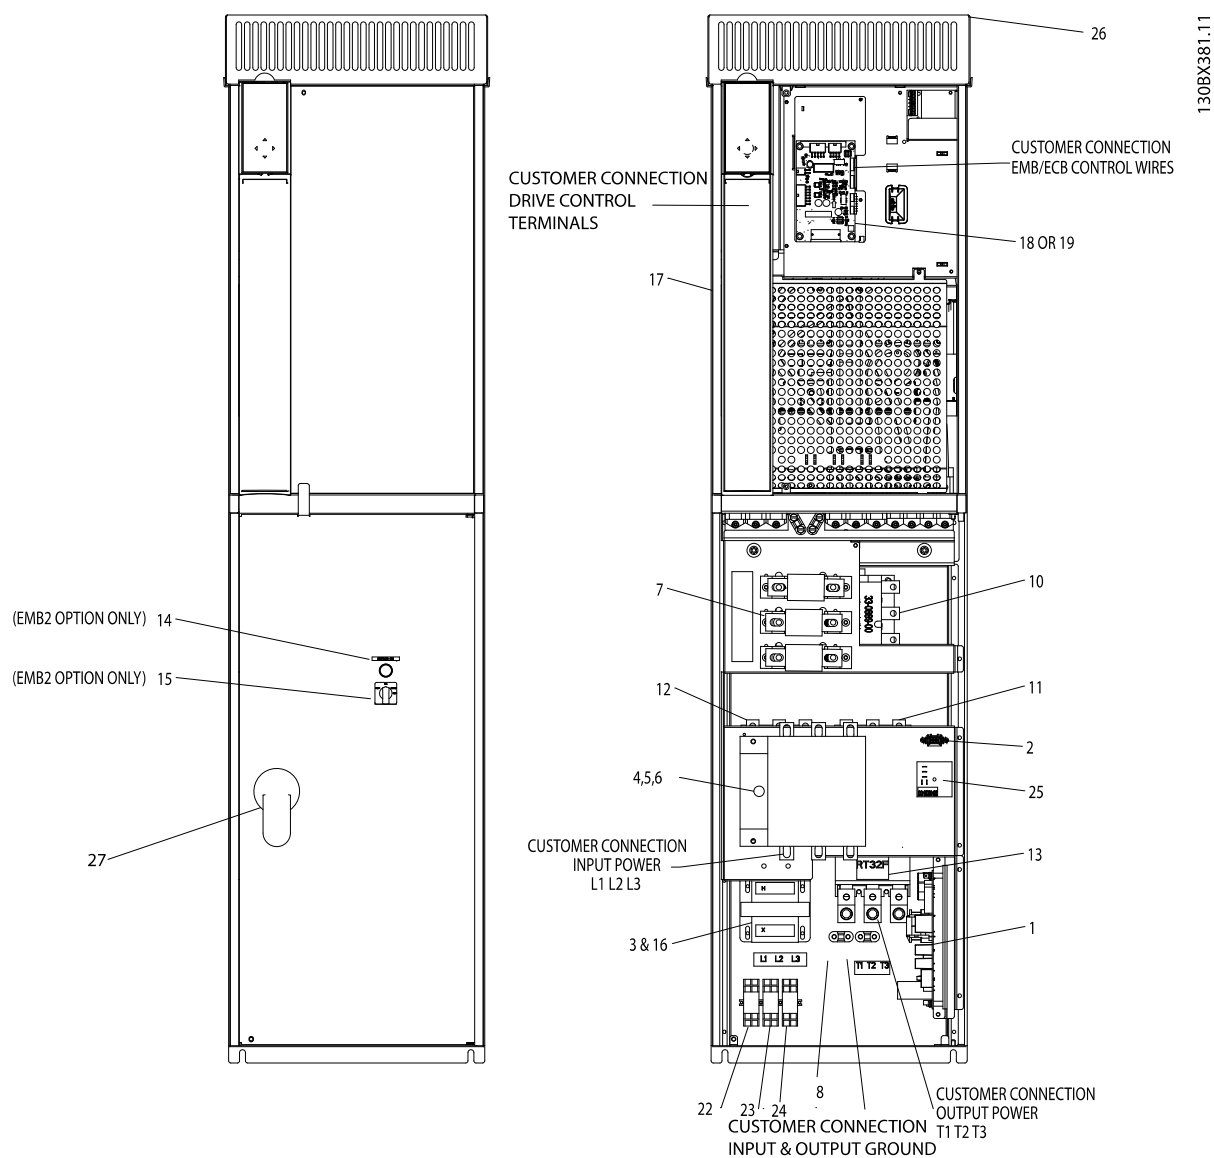 130BX381.11
26
CUSTOMER CONNECTION
EMB/ECB CONTROL WIRES
CUSTOMER CONNECTION
DRIVE CONTROL
TERMINALS
18 OR 19
17
7
33-0889-00
10
(EMB2 OPTION ONLY) 14
(EMB2 OPTION ONLY) 15
12
11
2
4,5,6
25
27
CUSTOMER CONNECTION
INPUT POWER
L1 L2 L3
RT32F
13
H
X
3 & 16
1
L1 L2 L3
T1 T2 T3
8
22
23
24
CUSTOMER CONNECTION
OUTPUT POWER
T1 T2 T3
CUSTOMER CONNECTION
INPUT & OUTPUT GROUND